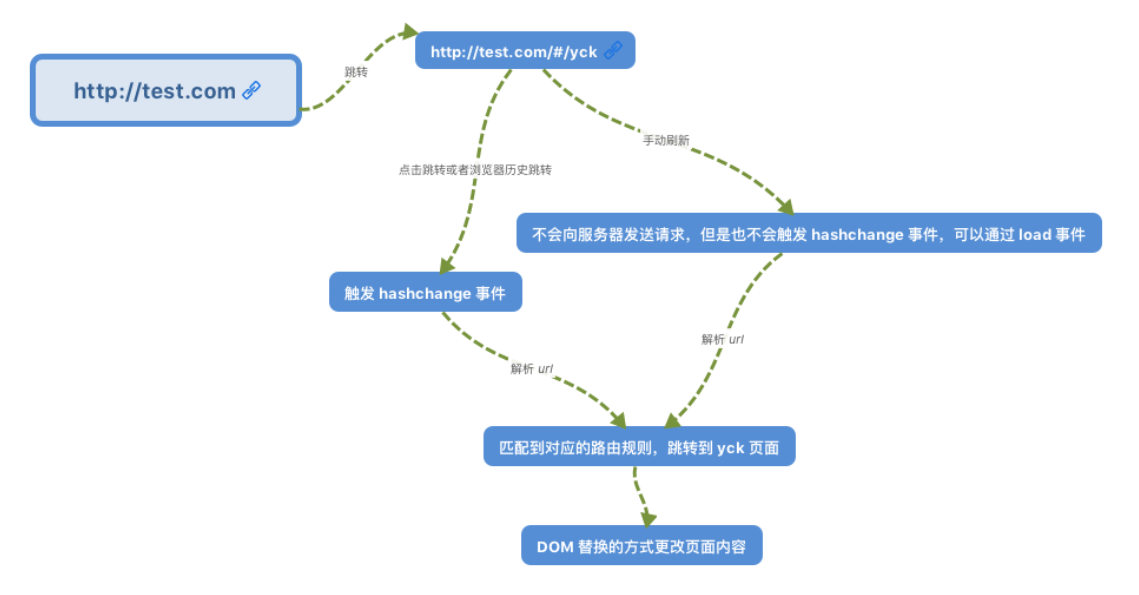 http://test.com/#/yck
http://test.com
跳转
手动刷新
点击跳转或者浏览器历史跳转
不会向服务器发送请求，但是也不会触发 hashchange 事件，可以通过 load 事件
触发 hashchange 事件
解析 url
解析 url
匹配到对应的路由规则，跳转到 yck 页面
DOM 替换的方式更改页面内容